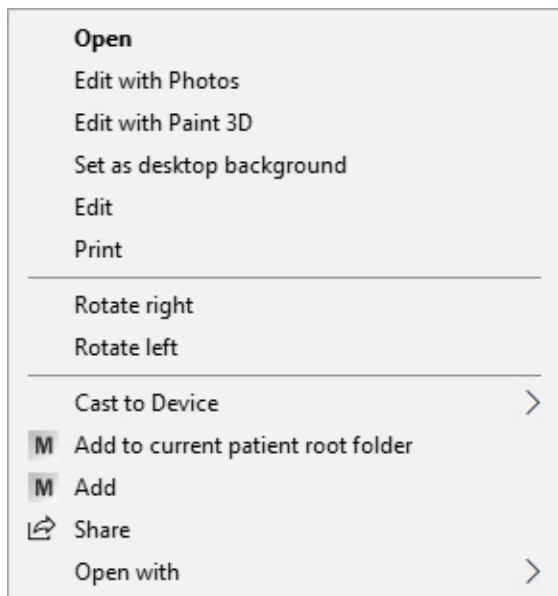 Open
Edit with Photos
Edit with Paint 3D
Set as desktop background
Edit
Print
Rotate right
Rotate left
Cast to Device
M Add to current patient root folder
M Add
Share
Open with